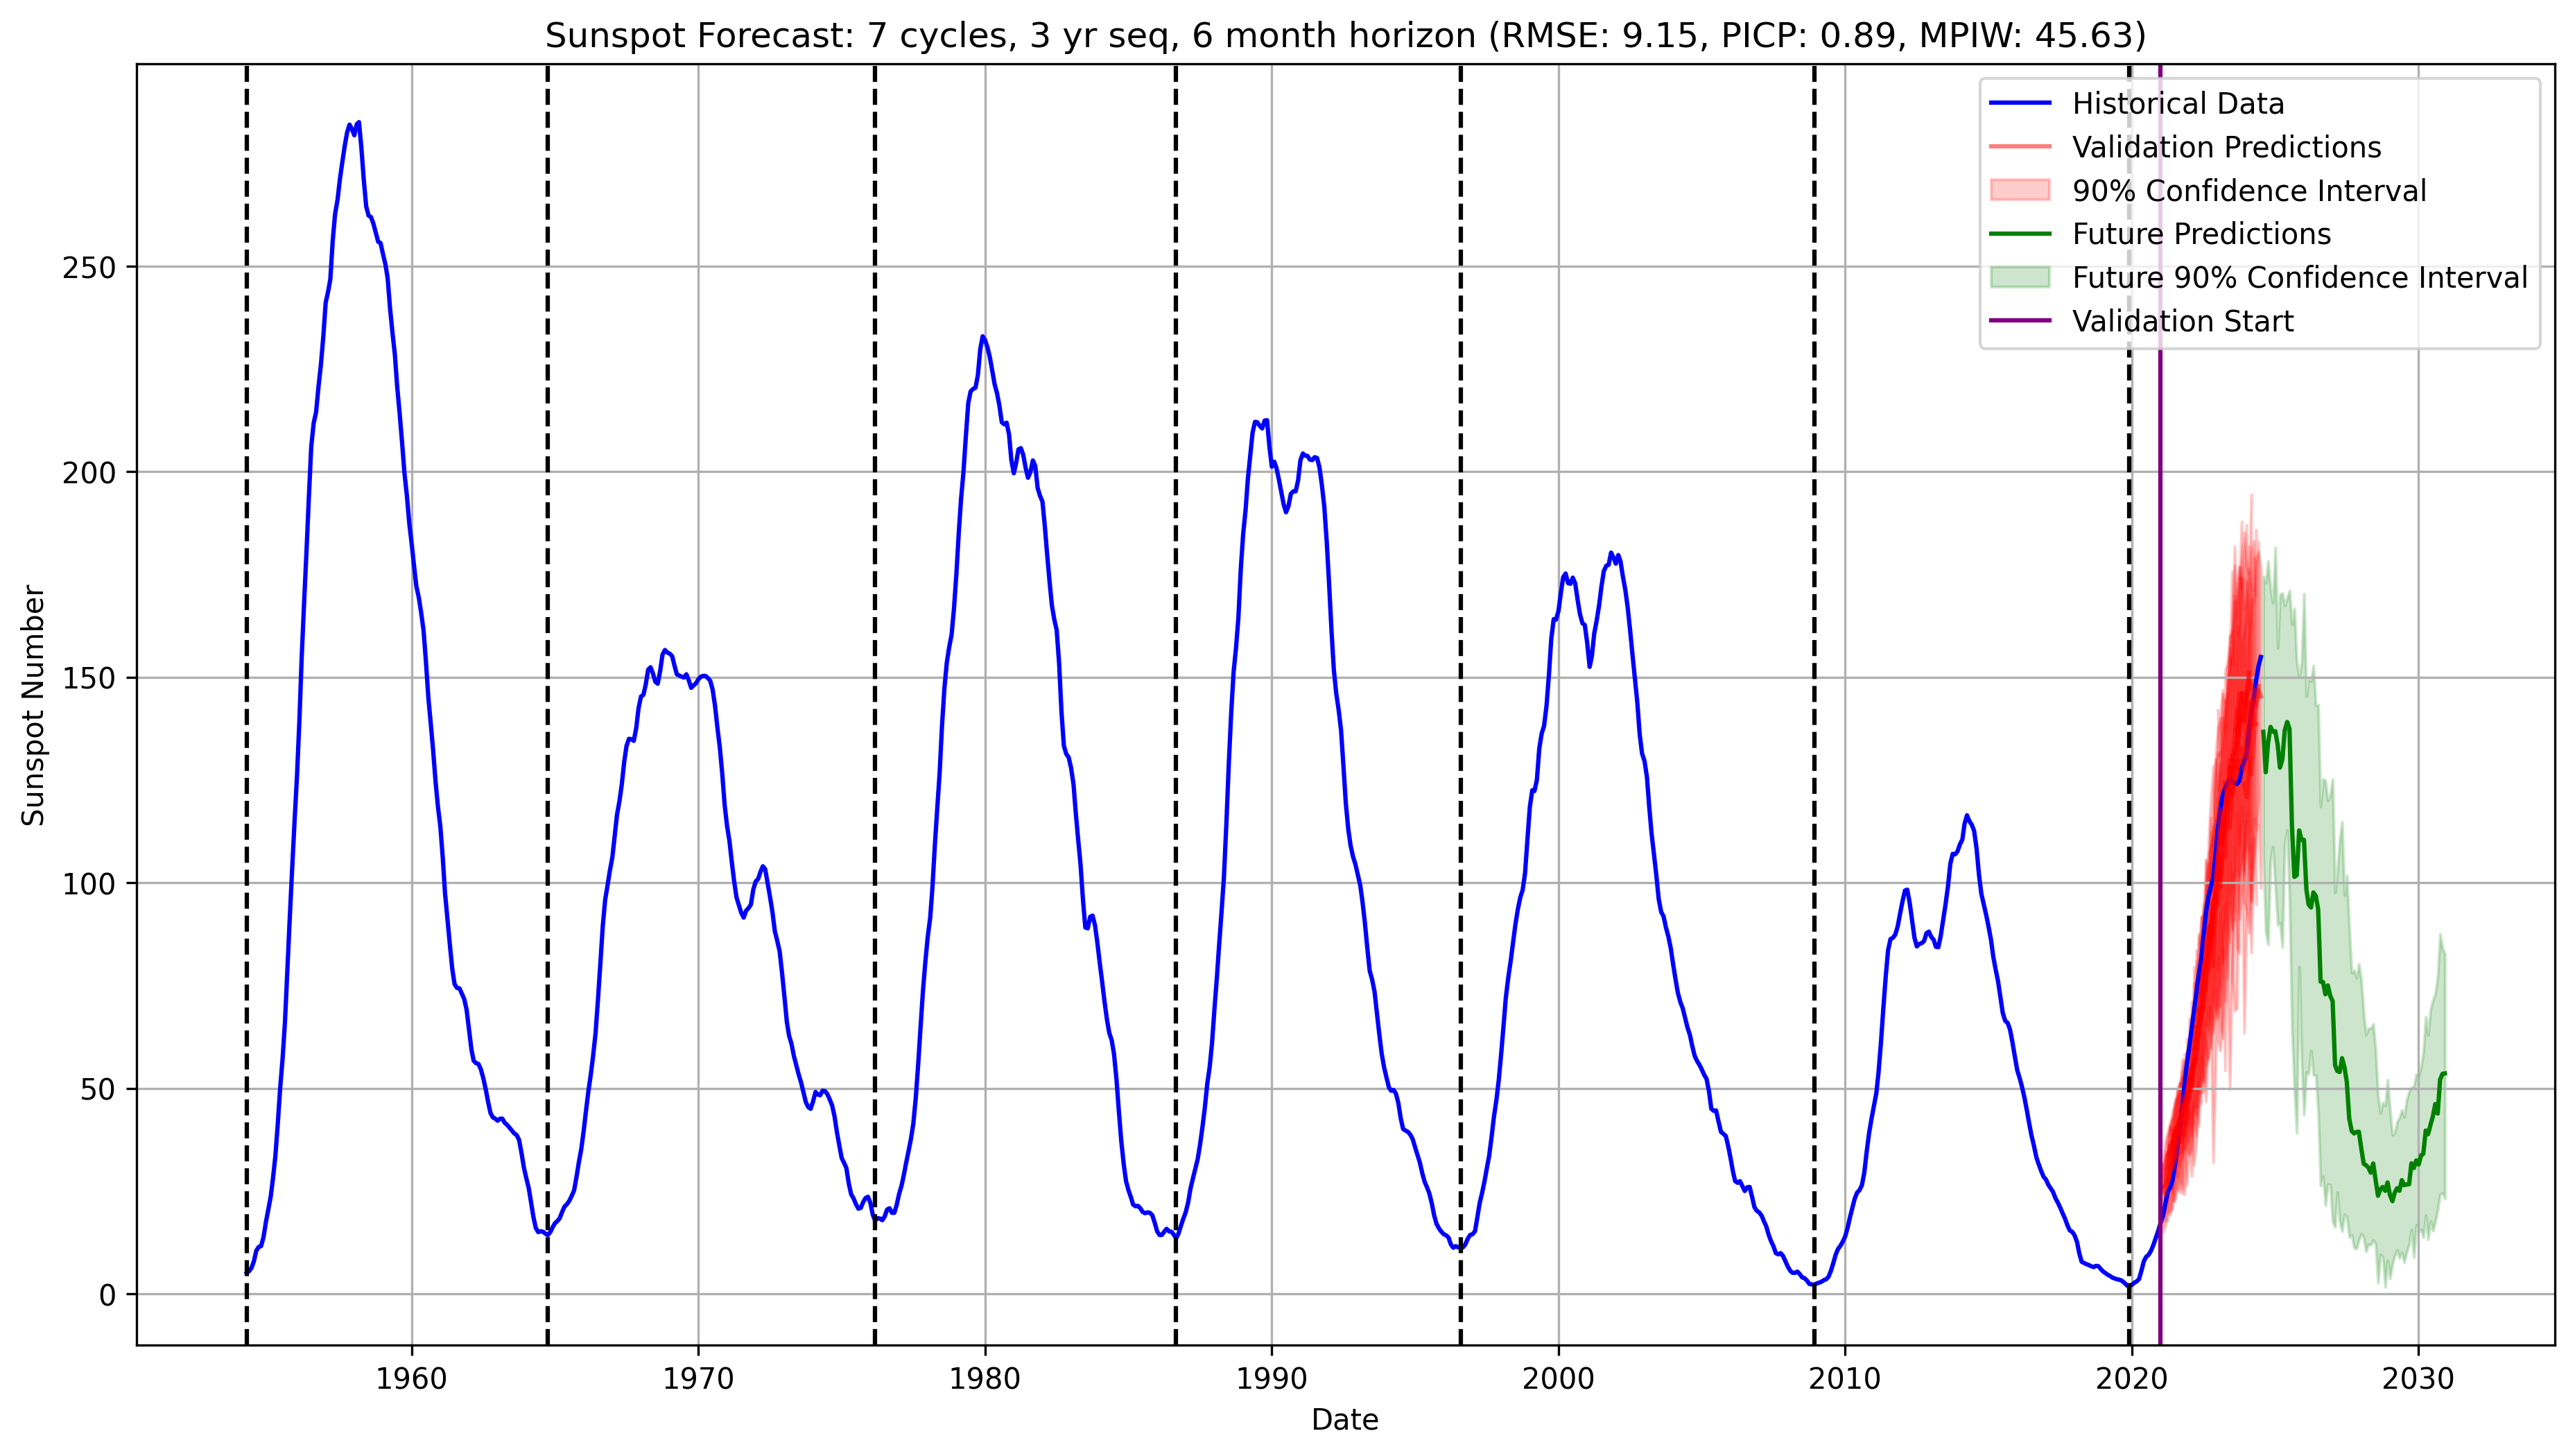 Sunspot Forecast: 7 cycles, 3 yr seq, 6 month horizon (RMSE: 9.15, PICP: 0.89, MPIW: 45.63)
Historical Data
Validation Predictions
90% Confidence Interval
Future Predictions
Future 90% Confidence Interval
Validation Start
Sunspot Number
250
200
150
100
50
0
1960 1970 1980 1990 2000 2010 2020 2030
Date